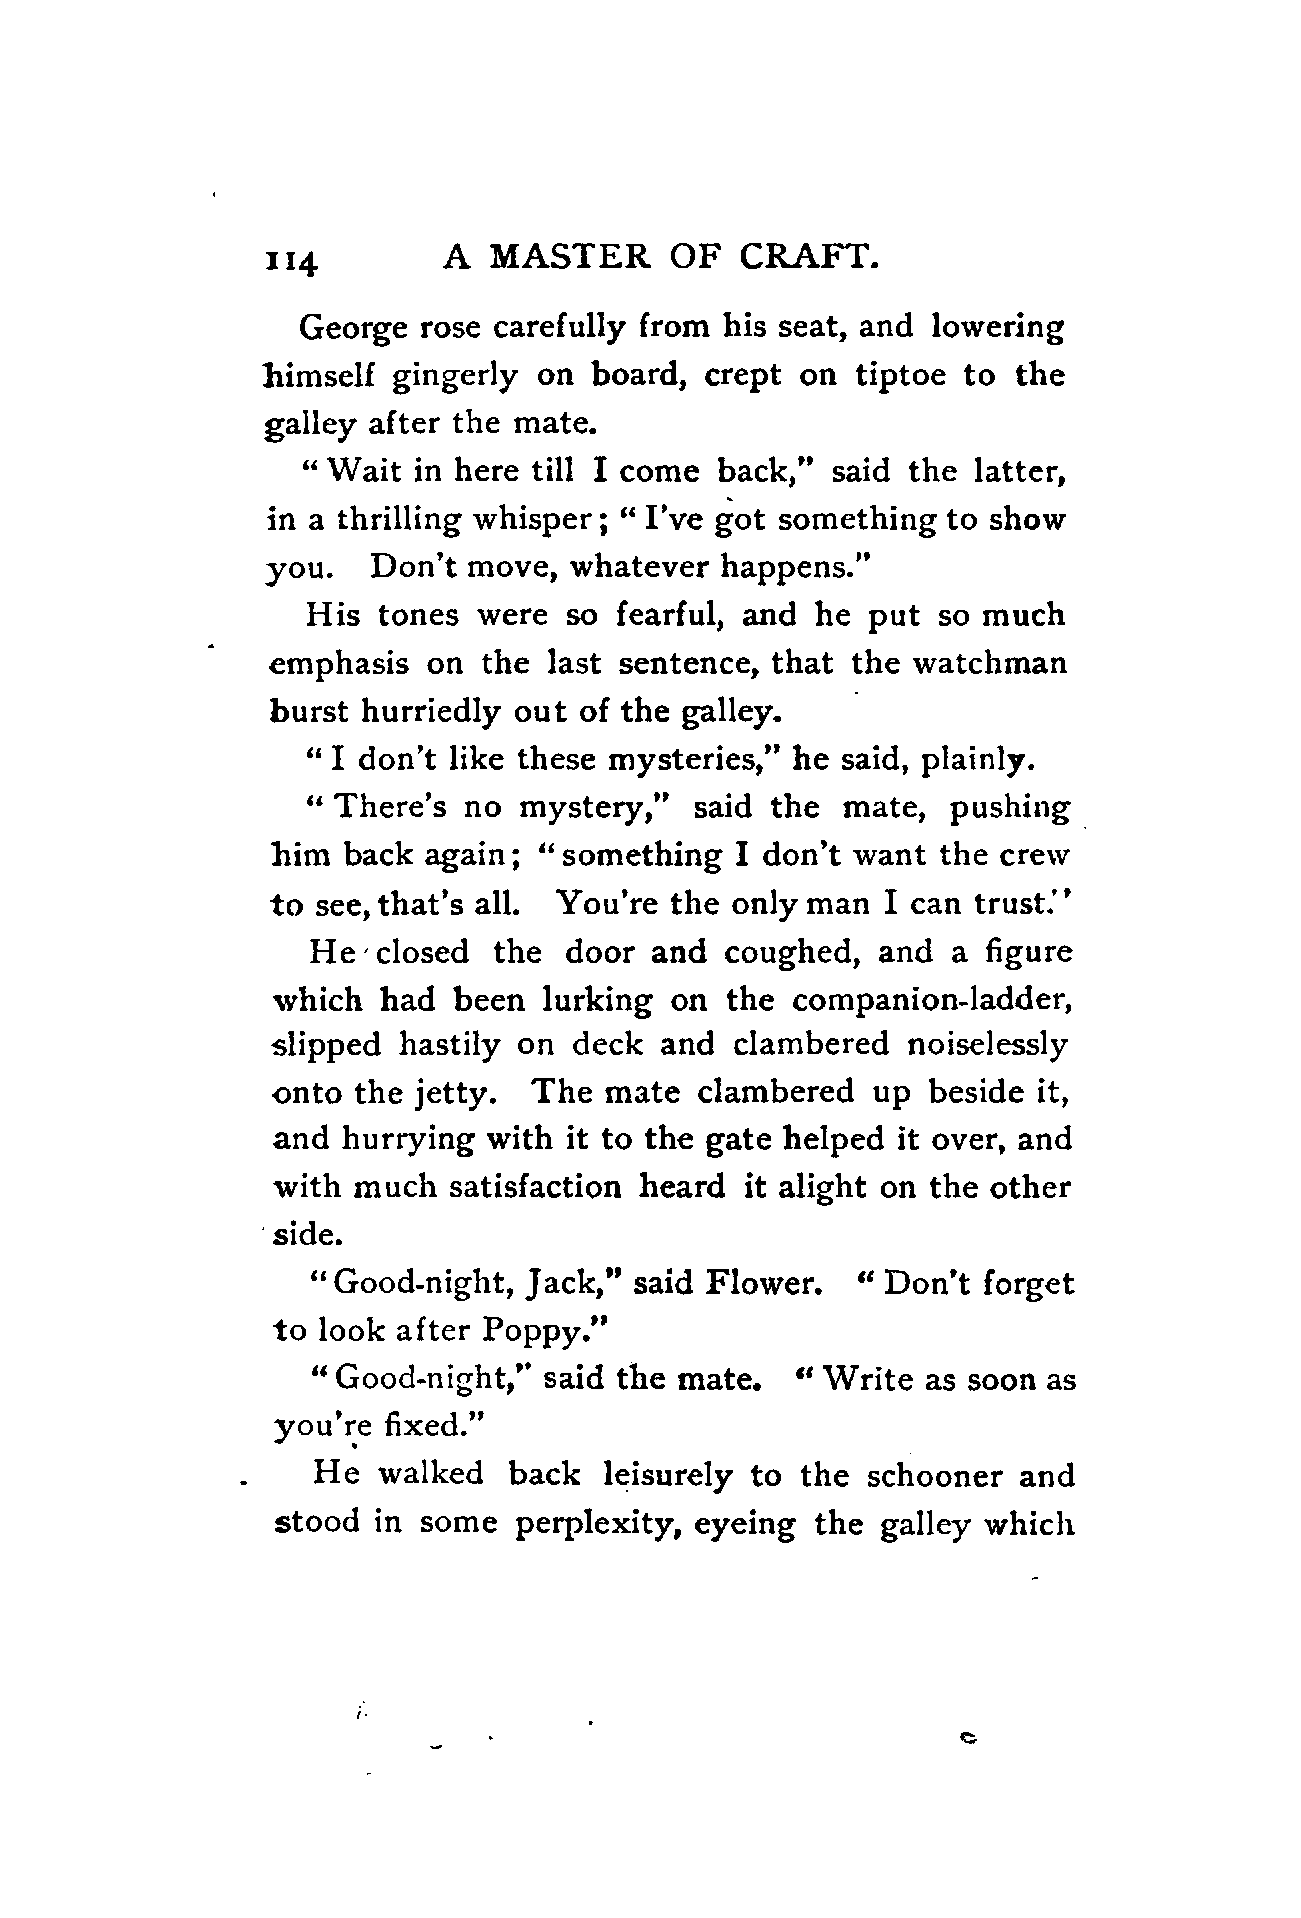 114 A MASTER OF CRAFT.
George rose carefully from his seat, and lowering
himself gingerly on board, crept on tiptoe to the
galley after the mate.
" Wait in here till I come back," said the latter,
in a thrilling whisper ; " I've got something to show
you. Don't move, whatever happens."
His tones were so fearful, and he put so much
emphasis on the last sentence, that the watchman
burst hurriedly out of the galley.
" I don't like these mysteries," he said, plainly.
" There's no mystery," said the mate, pushing
him back again ; " something I don't want the crew
to see, that's all. You're the only man I can trust."
He closed the door and coughed, and a figure
which had been lurking on the companion-ladder,
slipped hastily on deck and clambered noiselessly
onto the jetty. The mate clambered up beside it,
and hurrying with it to the gate helped it over, and
with much satisfaction heard it alight on the other
side.
" Good-night, Jack," said Flower. " Don't forget
to look after Poppy."
" Good-night," said the mate. " Write as soon as
you're fixed."
He walked back leisurely to the schooner and
stood in some perplexity, eyeing the galley which